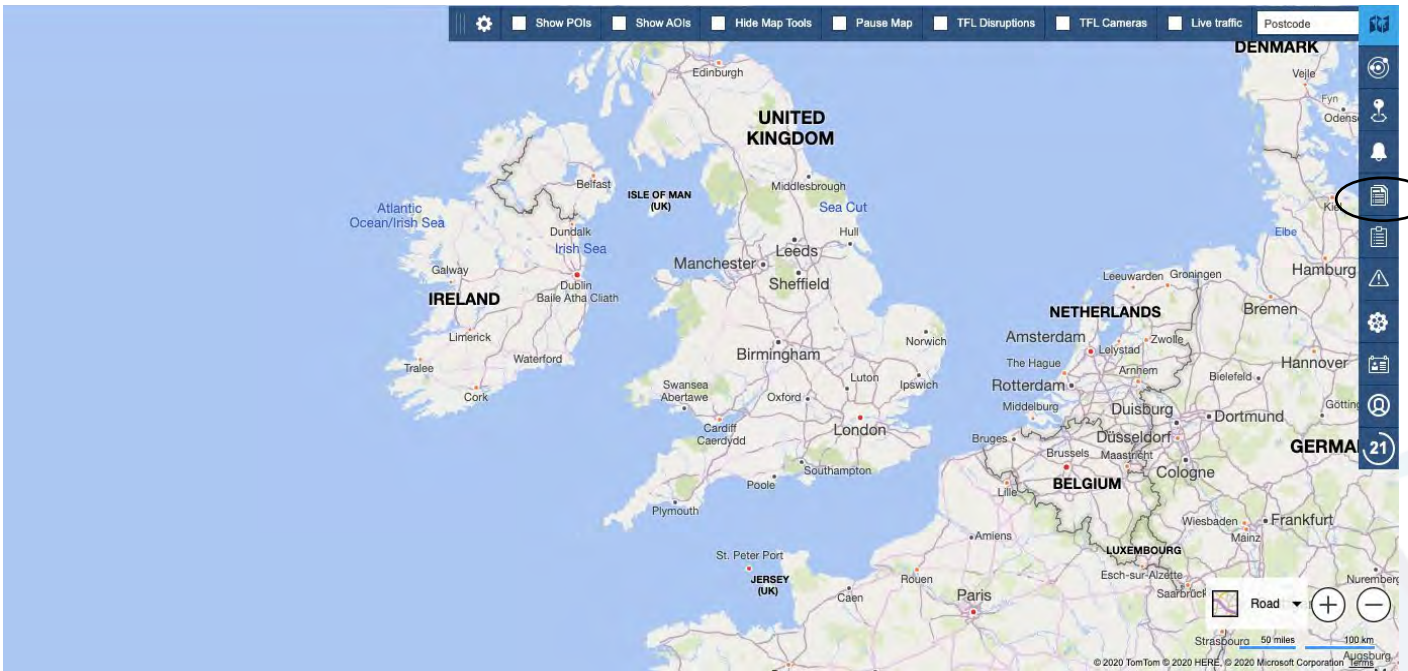 Show POIs
Show AOIs
Hide Map Tools
Pause Map
TFL Disruptions
TFL Cameras
Live traffic
Postcode
DENMARK
Edinburgh
Vejle
Fyn
UNITED
KINGDOM
Belfast
ISLE OF MAN
(UK)
Middlesbrough
Atlantic
Ocean/Irish Sea
Sea Cut
Kiel
Dundalk
Irish Sea
Hull
Elbe
Leeds
Manchester
Galway
Dublin
Baile Atha Cliath
Sheffield
Leeuwarden
Groningen
Hamburg
IRELAND
NETHERLANDS
Bremen
Limerick
Norwich
Amsterdam
Zwolle
Lelystad
Birmingham
Waterford
Tralee
The Hague
Arnhem
Hannover
Bielefeld
Swansea
Abertawe
Luton
Ipswich
Rotterdam
Cork
Oxford
Middelburg
Duisburg
Dortmund
Cardiff
Caerdydd
London
Bruges
Düsseldorf
GERMA
21
Brussels
Maastricht
Cologne
Southampton
BELGIUM
Poole
Lille
Plymouth
Wiesbaden
Frankfurt
Amiens
Mainz
St. Peter Port
LUXEMBOURG
JERSEY
(UK)
Rouen
Esch-sur-Alzette
Caen
Paris
Road
Strasbourg
50 miles
100 km
Augsburg
© 2020 TomTom © 2020 HERE, © 2020 Microsoft Corporation Terms